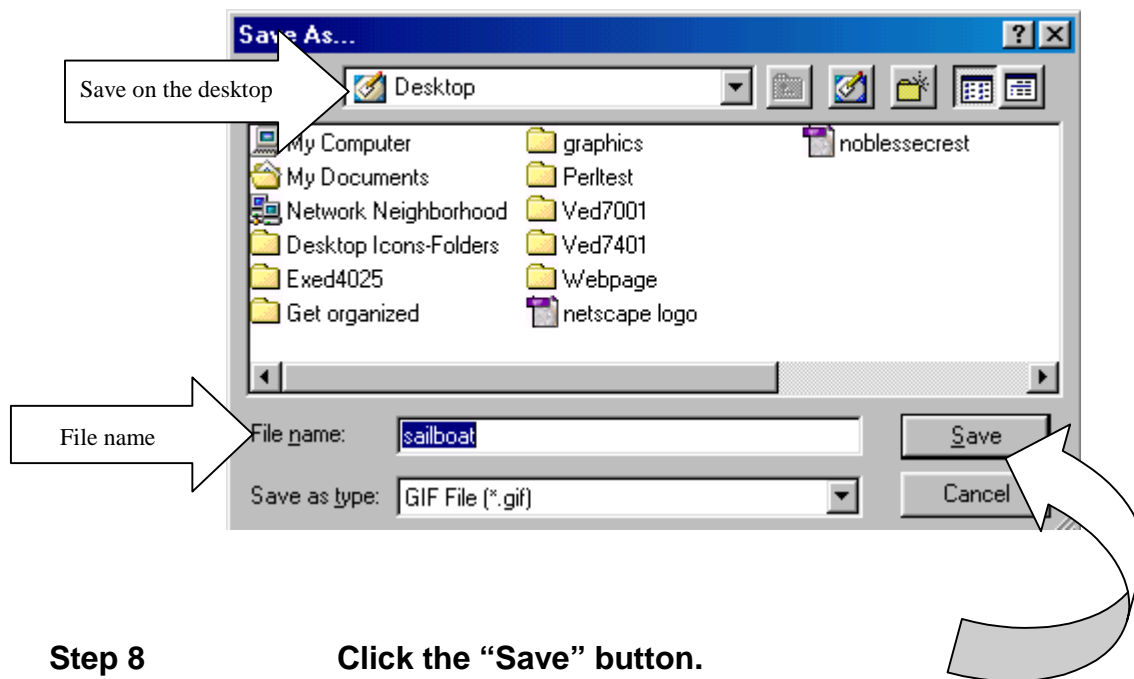 Save As...
Save on the desktop
Desktop
My Computer
graphics
noblessecrest
My Documents
Perltest
Network Neighborhood
Ved7001
Desktop Icons-Folders
Ved7401
Exed4025
Webpage
Get organized
netscape logo
File name
File name:
sailboat
Save
Save as type:
GIF File (*.gif)
Cancel
Step 8 Click the “Save” button.